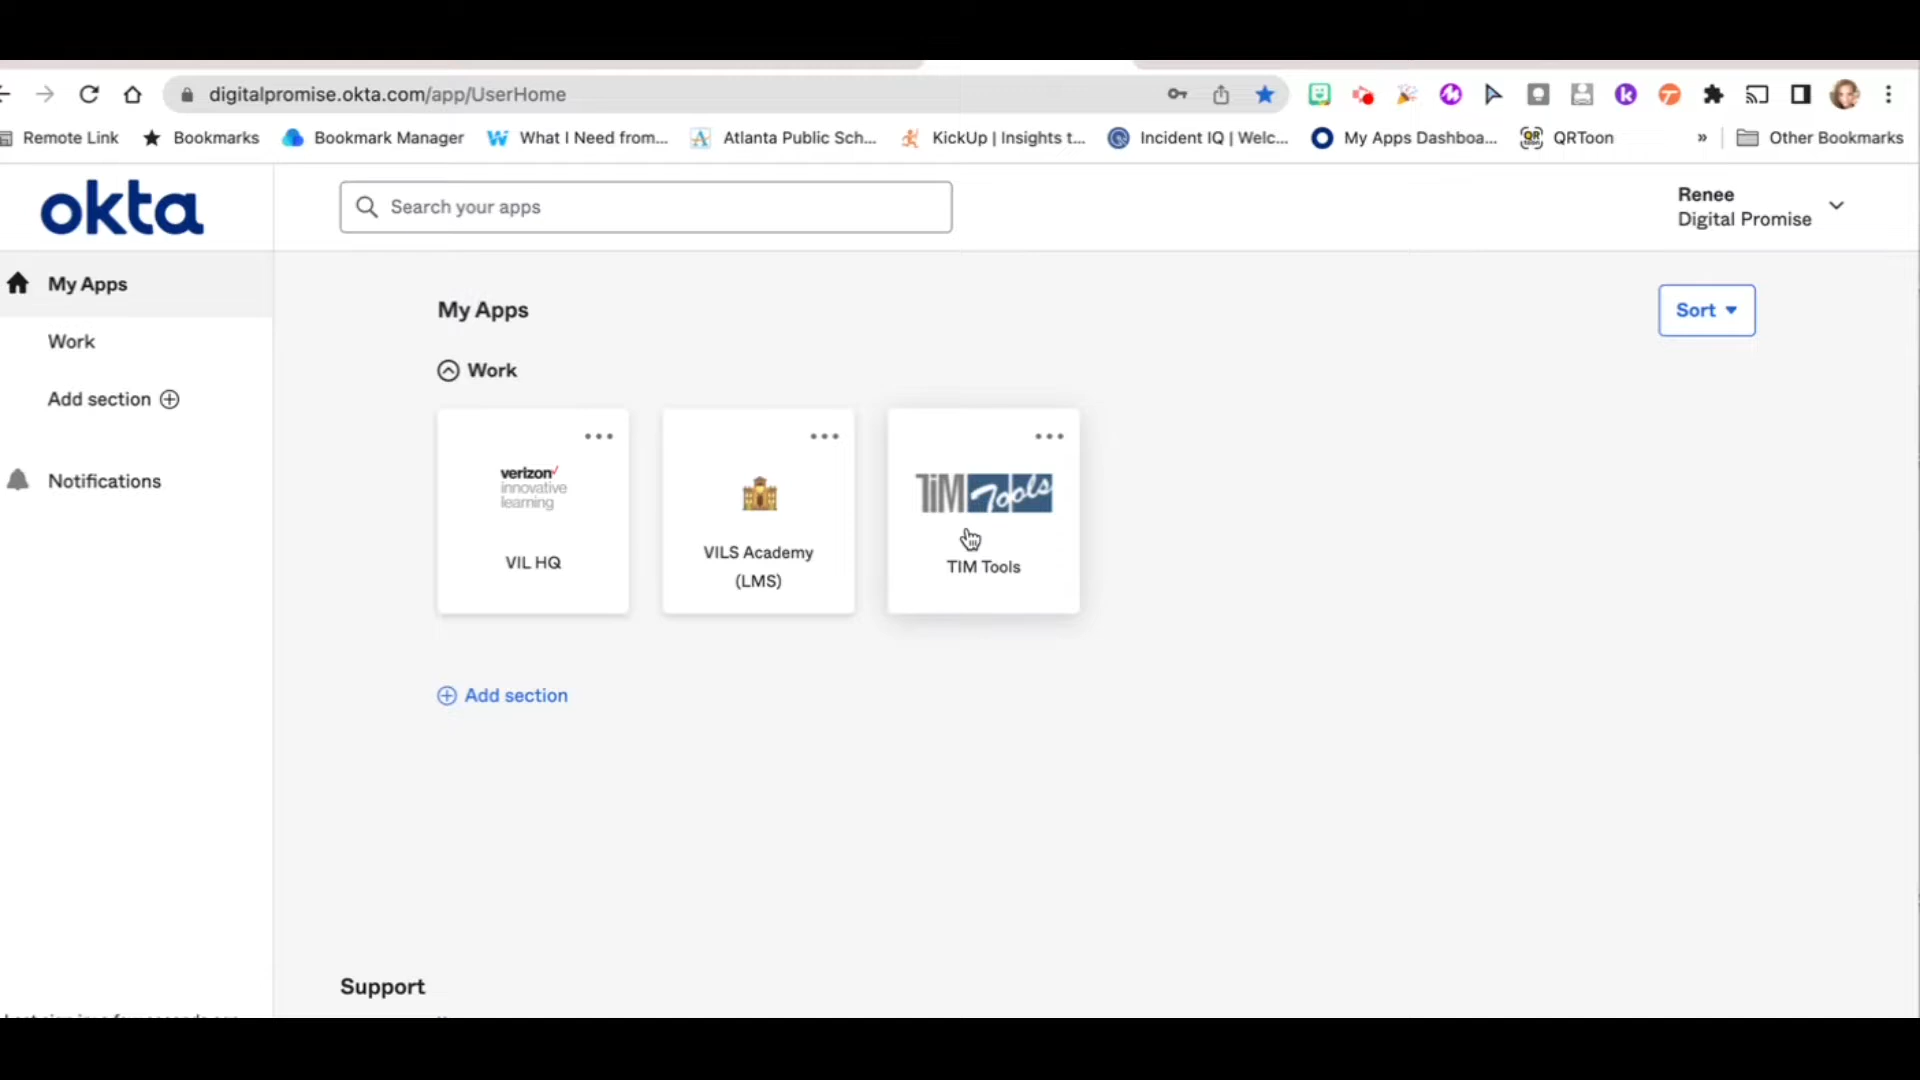 digitalpromise.okta.com/app/UserHome
Remote Link
Bookmarks
Bookmark Manager
What I Need from...
Atlanta Public Sch...
KickUp | Insights t...
Incident IQ | Welc...
My Apps Dashboa...
QRToon
»
Other Bookmarks
okta
Search your apps
Renee
Digital Promise
My Apps
Work
Add section
Notifications
My Apps
Sort
Work
verizon
innovative
learning
VIL HQ
VILS Academy
(LMS)
TiM Tools
TIM Tools
Add section
Support